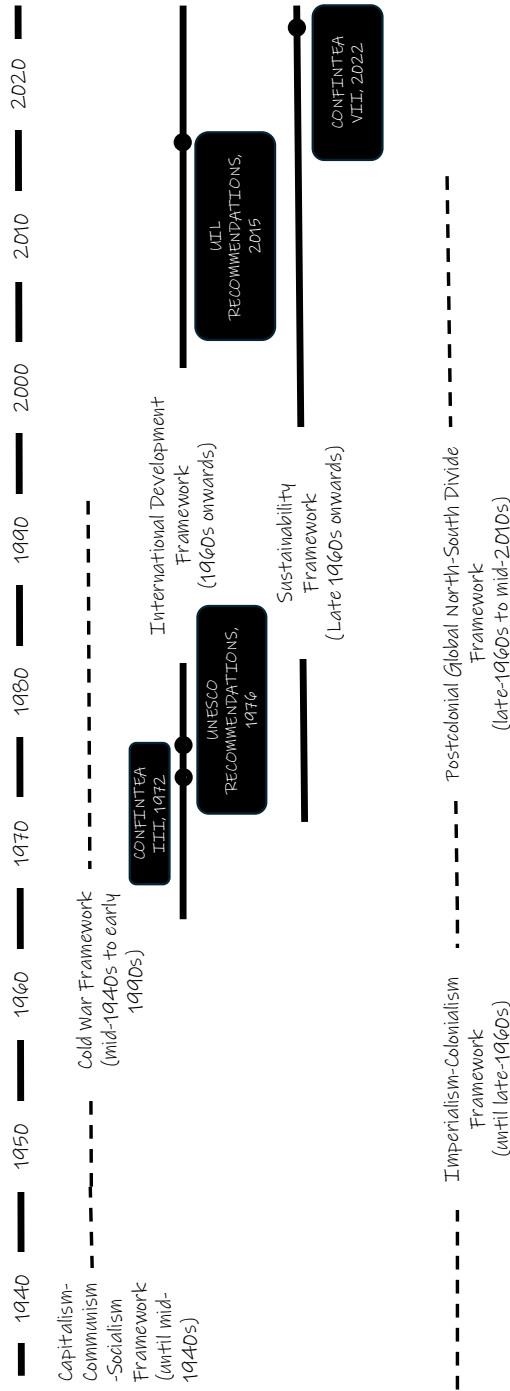 1940
1950
1960
1970
1980
1990
2000
2010
2020
Capitalism-
Communism
-Socialism
Framework
(until mid-
1940s)
Cold War Framework
(mid-1940s to early
1990s)
CONFINTEA
III, 1972
International Development
Framework
(1960s onwards)
UNESCO
RECOMMENDATIONS,
1976
UIL
RECOMMENDATIONS,
2015
Sustainability
Framework
(Late 1960s onwards)
CONFINTEA
VII, 2022
Imperialism-Colonialism
Framework
(until late-1960s)
Postcolonial Global North-South Divide
Framework
(late-1960s to mid-2010s)